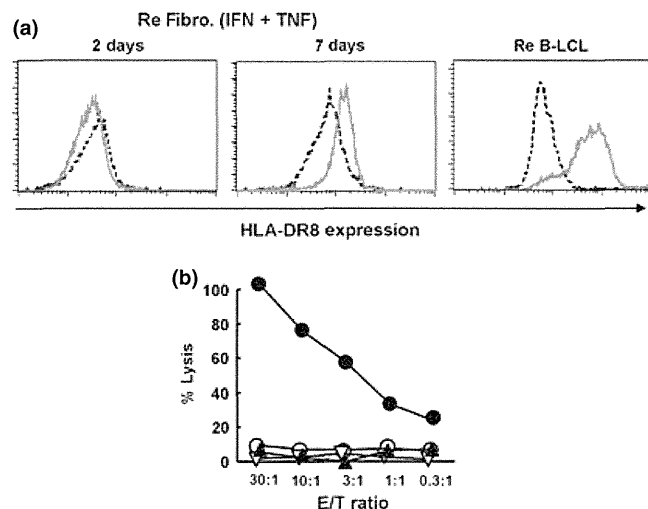 (a)
Re Fibro. (IFN + TNF)
2 days
7 days
Re B-LCL
HLA-DR8 expression
(b)
% Lysis
100
80
60
40
20
0
30:1
10:1
3:1
1:1
0.3:1
E/T ratio